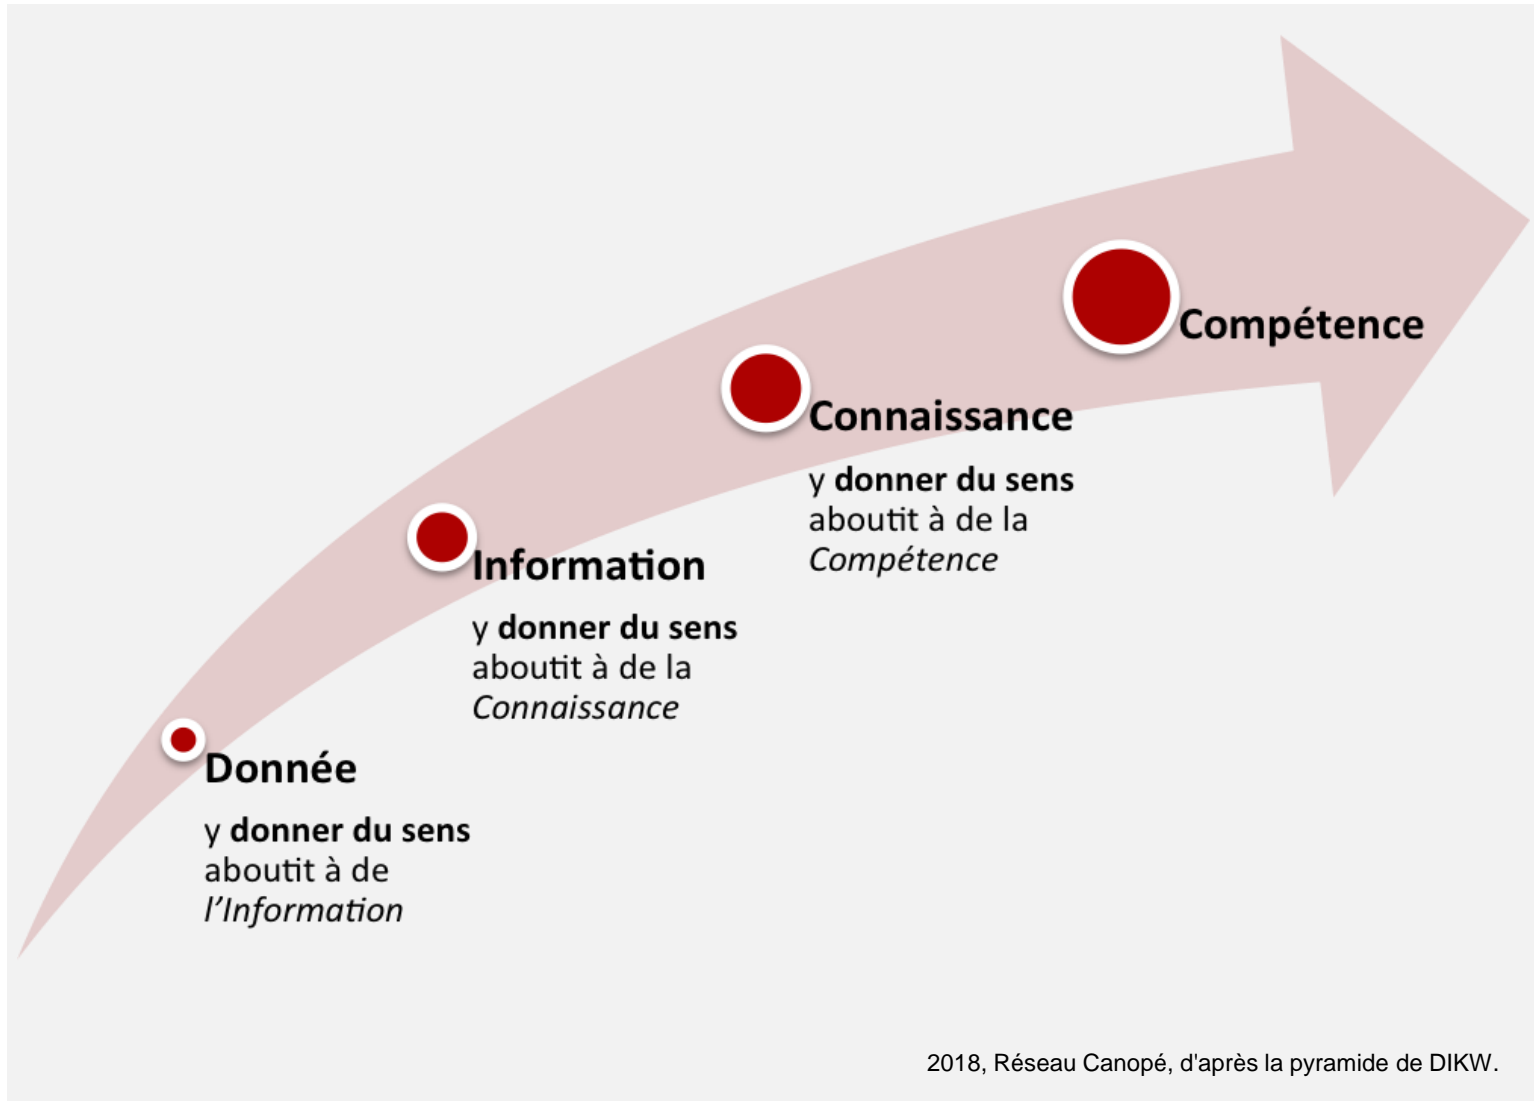 Compétence
Connaissance
y donner du sens
aboutit à de la
Compétence
Information
y donner du sens
aboutit à de la
Connaissance
Donnée
y donner du sens
aboutit à de
l’Information
2018, Réseau Canopé, d'après la pyramide de DIKW.